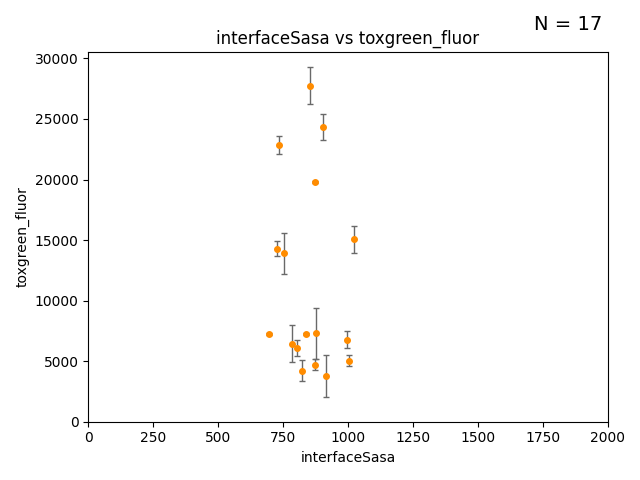 N = 17
interfaceSasa vs toxgreen_fluor
30000
25000
20000
15000
10000
5000
0
toxgreen_fluor
0 250 500 750 1000 1250 1500 1750 2000
interfaceSasa